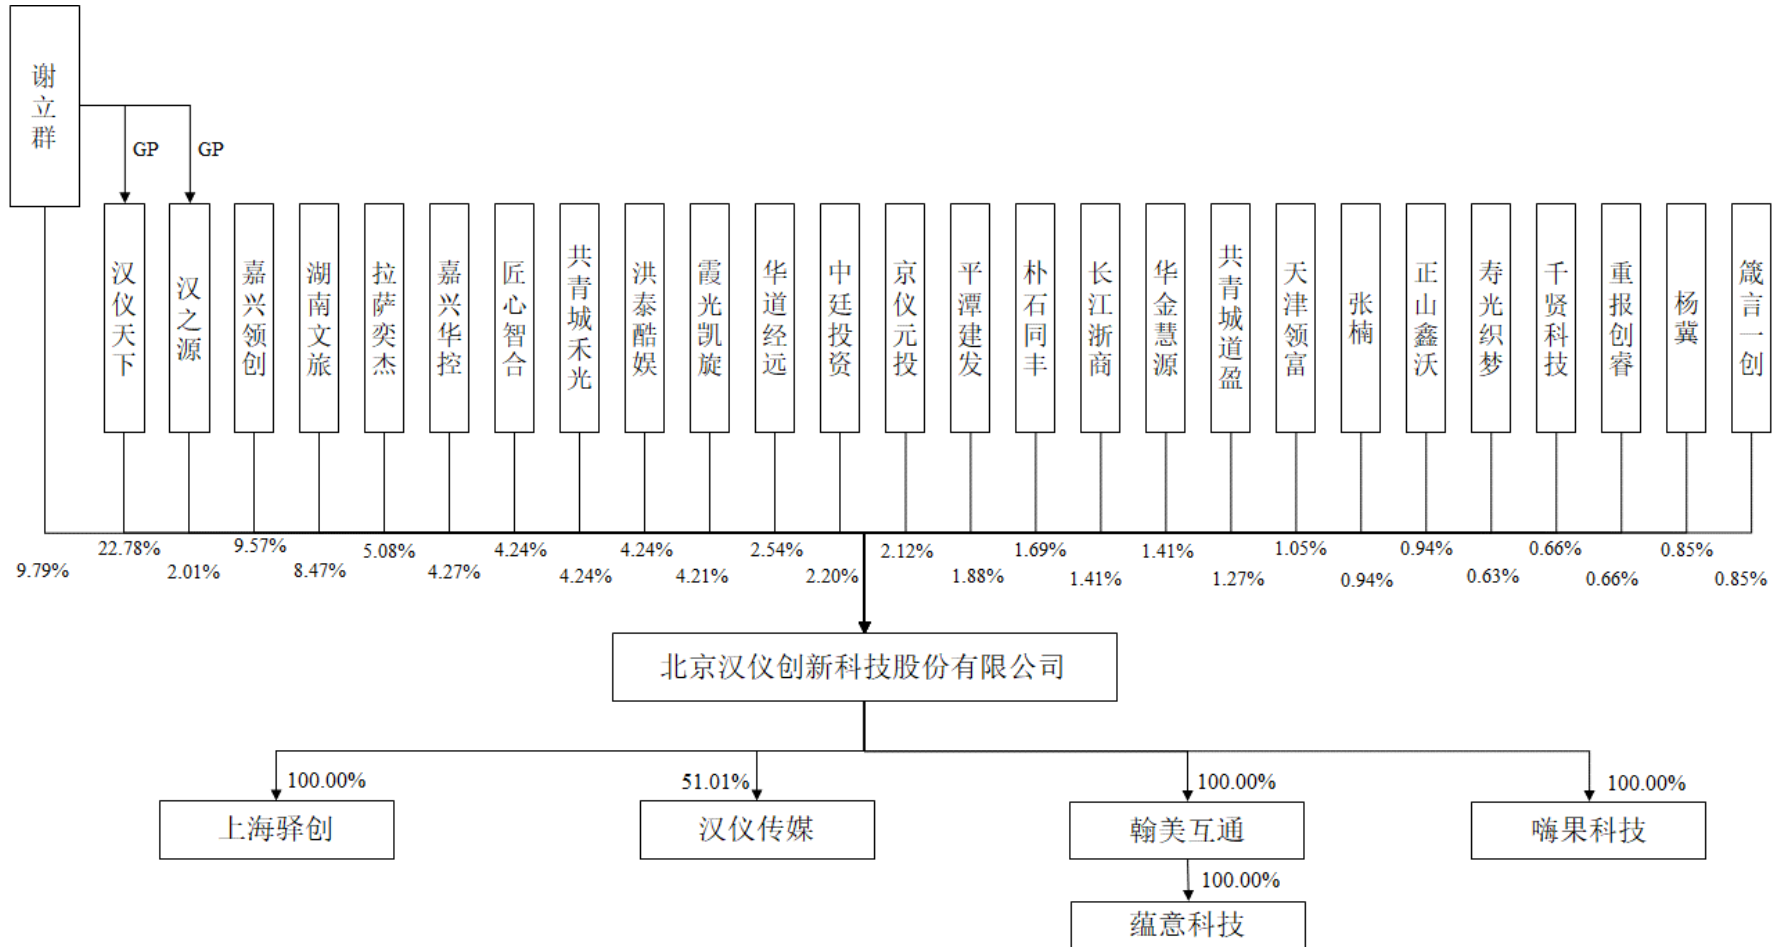 谢立群
GP
GP
汉仪天下
汉之源
嘉兴领创
湖南文旅
拉萨奕杰
嘉兴华控
匠心智合
共青城禾光
洪泰酷娱
霞光凯旋
华道经远
中廷投资
京仪元投
平潭建发
朴石同丰
长江浙商
华金慧源
共青城道盈
天津领富
张楠
正山鑫沃
寿光织梦
千贤科技
重报创睿
杨冀
箴言一创
9.79%
22.78%
2.01%
9.57%
8.47%
5.08%
4.27%
4.24%
4.24%
4.24%
4.21%
2.54%
2.20%
2.12%
1.88%
1.69%
1.41%
1.41%
1.27%
1.05%
0.94%
0.94%
0.63%
0.66%
0.66%
0.85%
0.85%
北京汉仪创新科技股份有限公司
100.00%
51.01%
100.00%
100.00%
上海驿创
汉仪传媒
翰美互通
嗨果科技
100.00%
蕴意科技